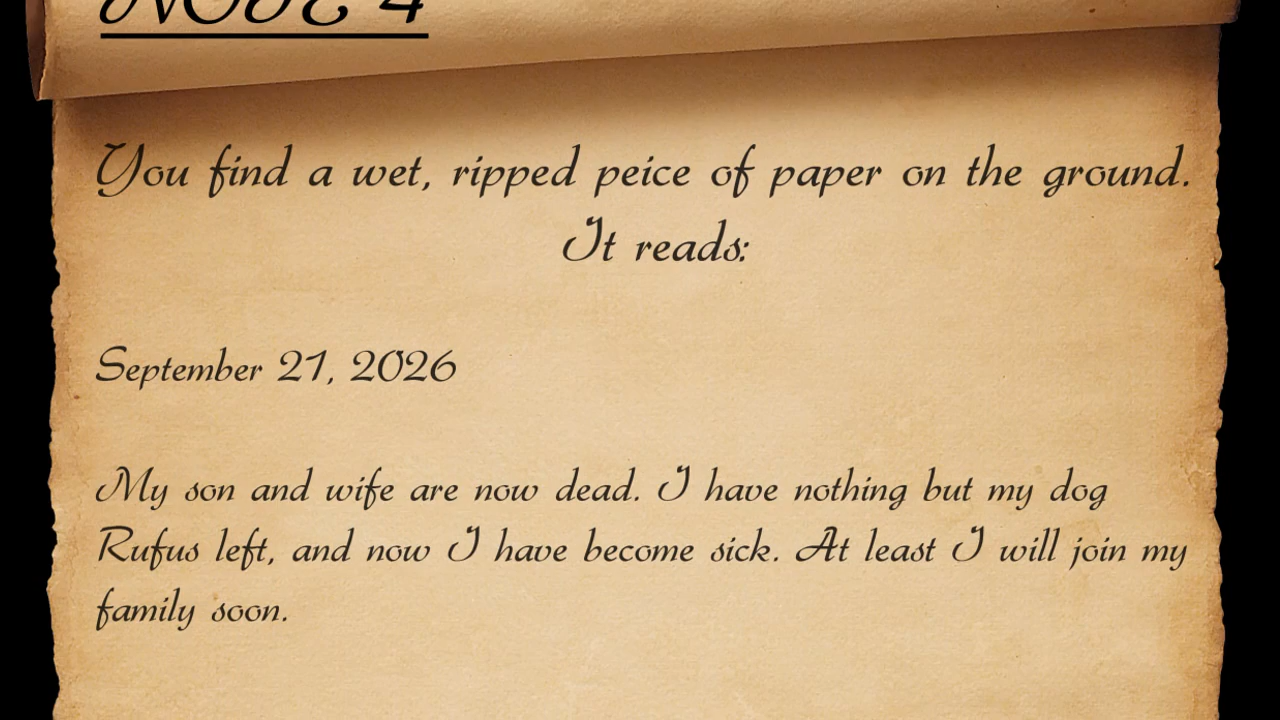 NOTE 4
You find a wet, ripped peice of paper on the ground.
It reads:
September 21, 2026
My son and wife are now dead. I have nothing but my dog
Rufus left, and now I have become sick. At least I will join my
family soon.